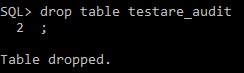 SQL> drop table testare_audit
  2  ;
Table dropped.